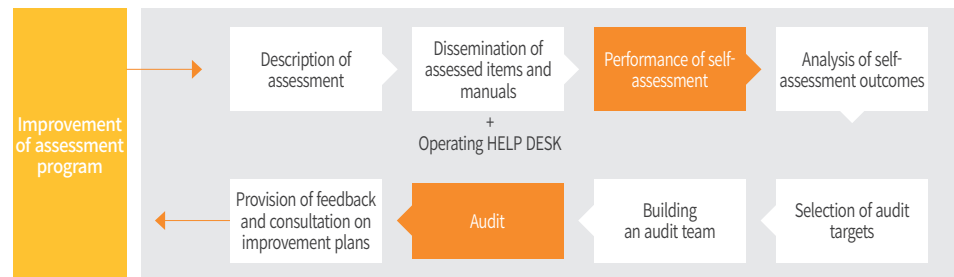 Improvement
of assessment
program
Description of
assessment
Dissemination of
assessed items and
manuals
+
Operating HELP DESK
Performance of self-
assessment
Analysis of self-
assessment outcomes
Selection of audit
targets
Building
an audit team
Audit
Provision of feedback
and consultation on
improvement plans